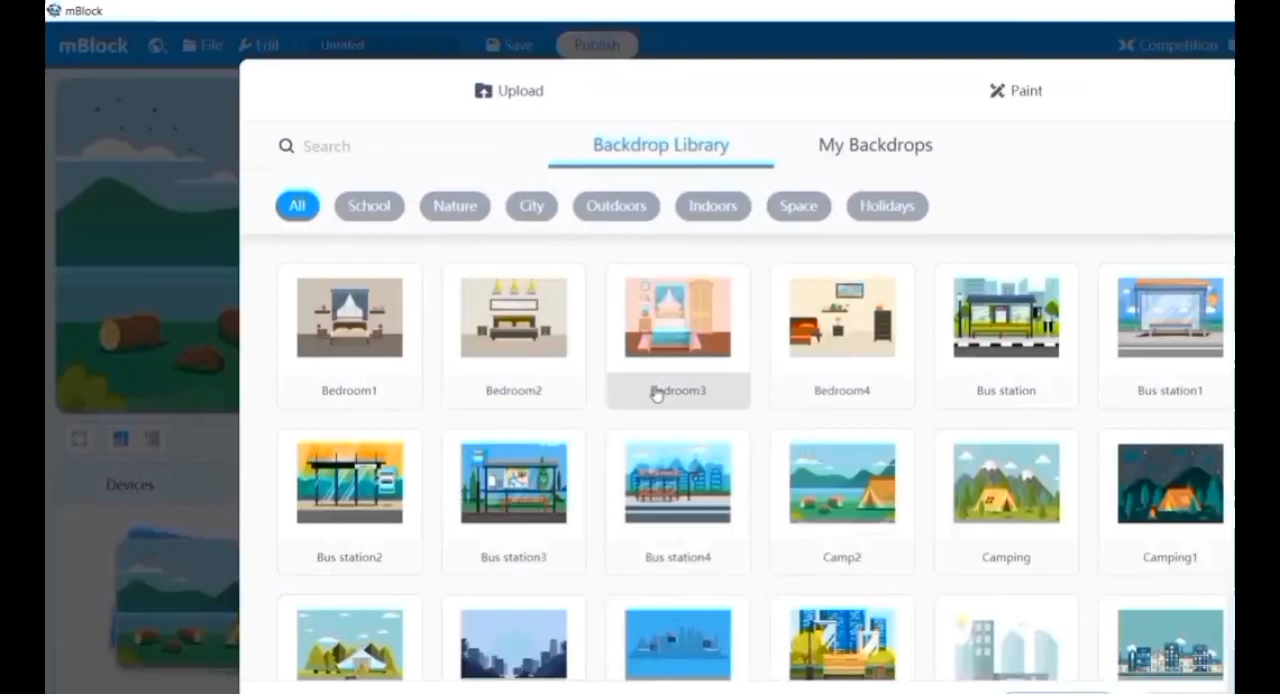 mBlock
mBlock File Edit Untitled Save Publish Competition
Upload Paint
Search Backdrop Library My Backdrops
All School Nature City Outdoors Indoors Space Holidays
Bedroom1 Bedroom2 Bedroom3 Bedroom4 Bus station Bus station1
Devices
Bus station2 Bus station3 Bus station4 Camp2 Camping Camping1